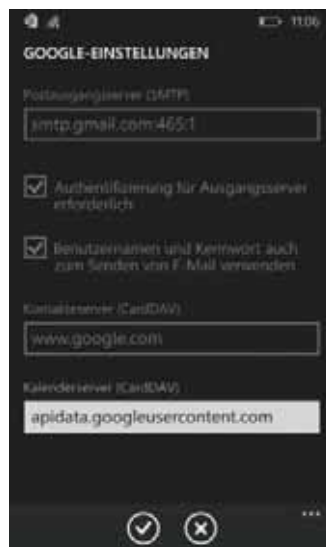 11:06
GOOGLE-EINSTELLUNGEN
Postausgangsserver (SMTP)
smtp.gmail.com:465:1
Authentifizierung für Ausgangsserver
erforderlich
Benutzernamen und Kennwort auch
zum Senden von E-Mail verwenden
Kontakteserver (CardDAV)
www.google.com
Kalenderserver (CardDAV)
apidata.googleusercontent.com